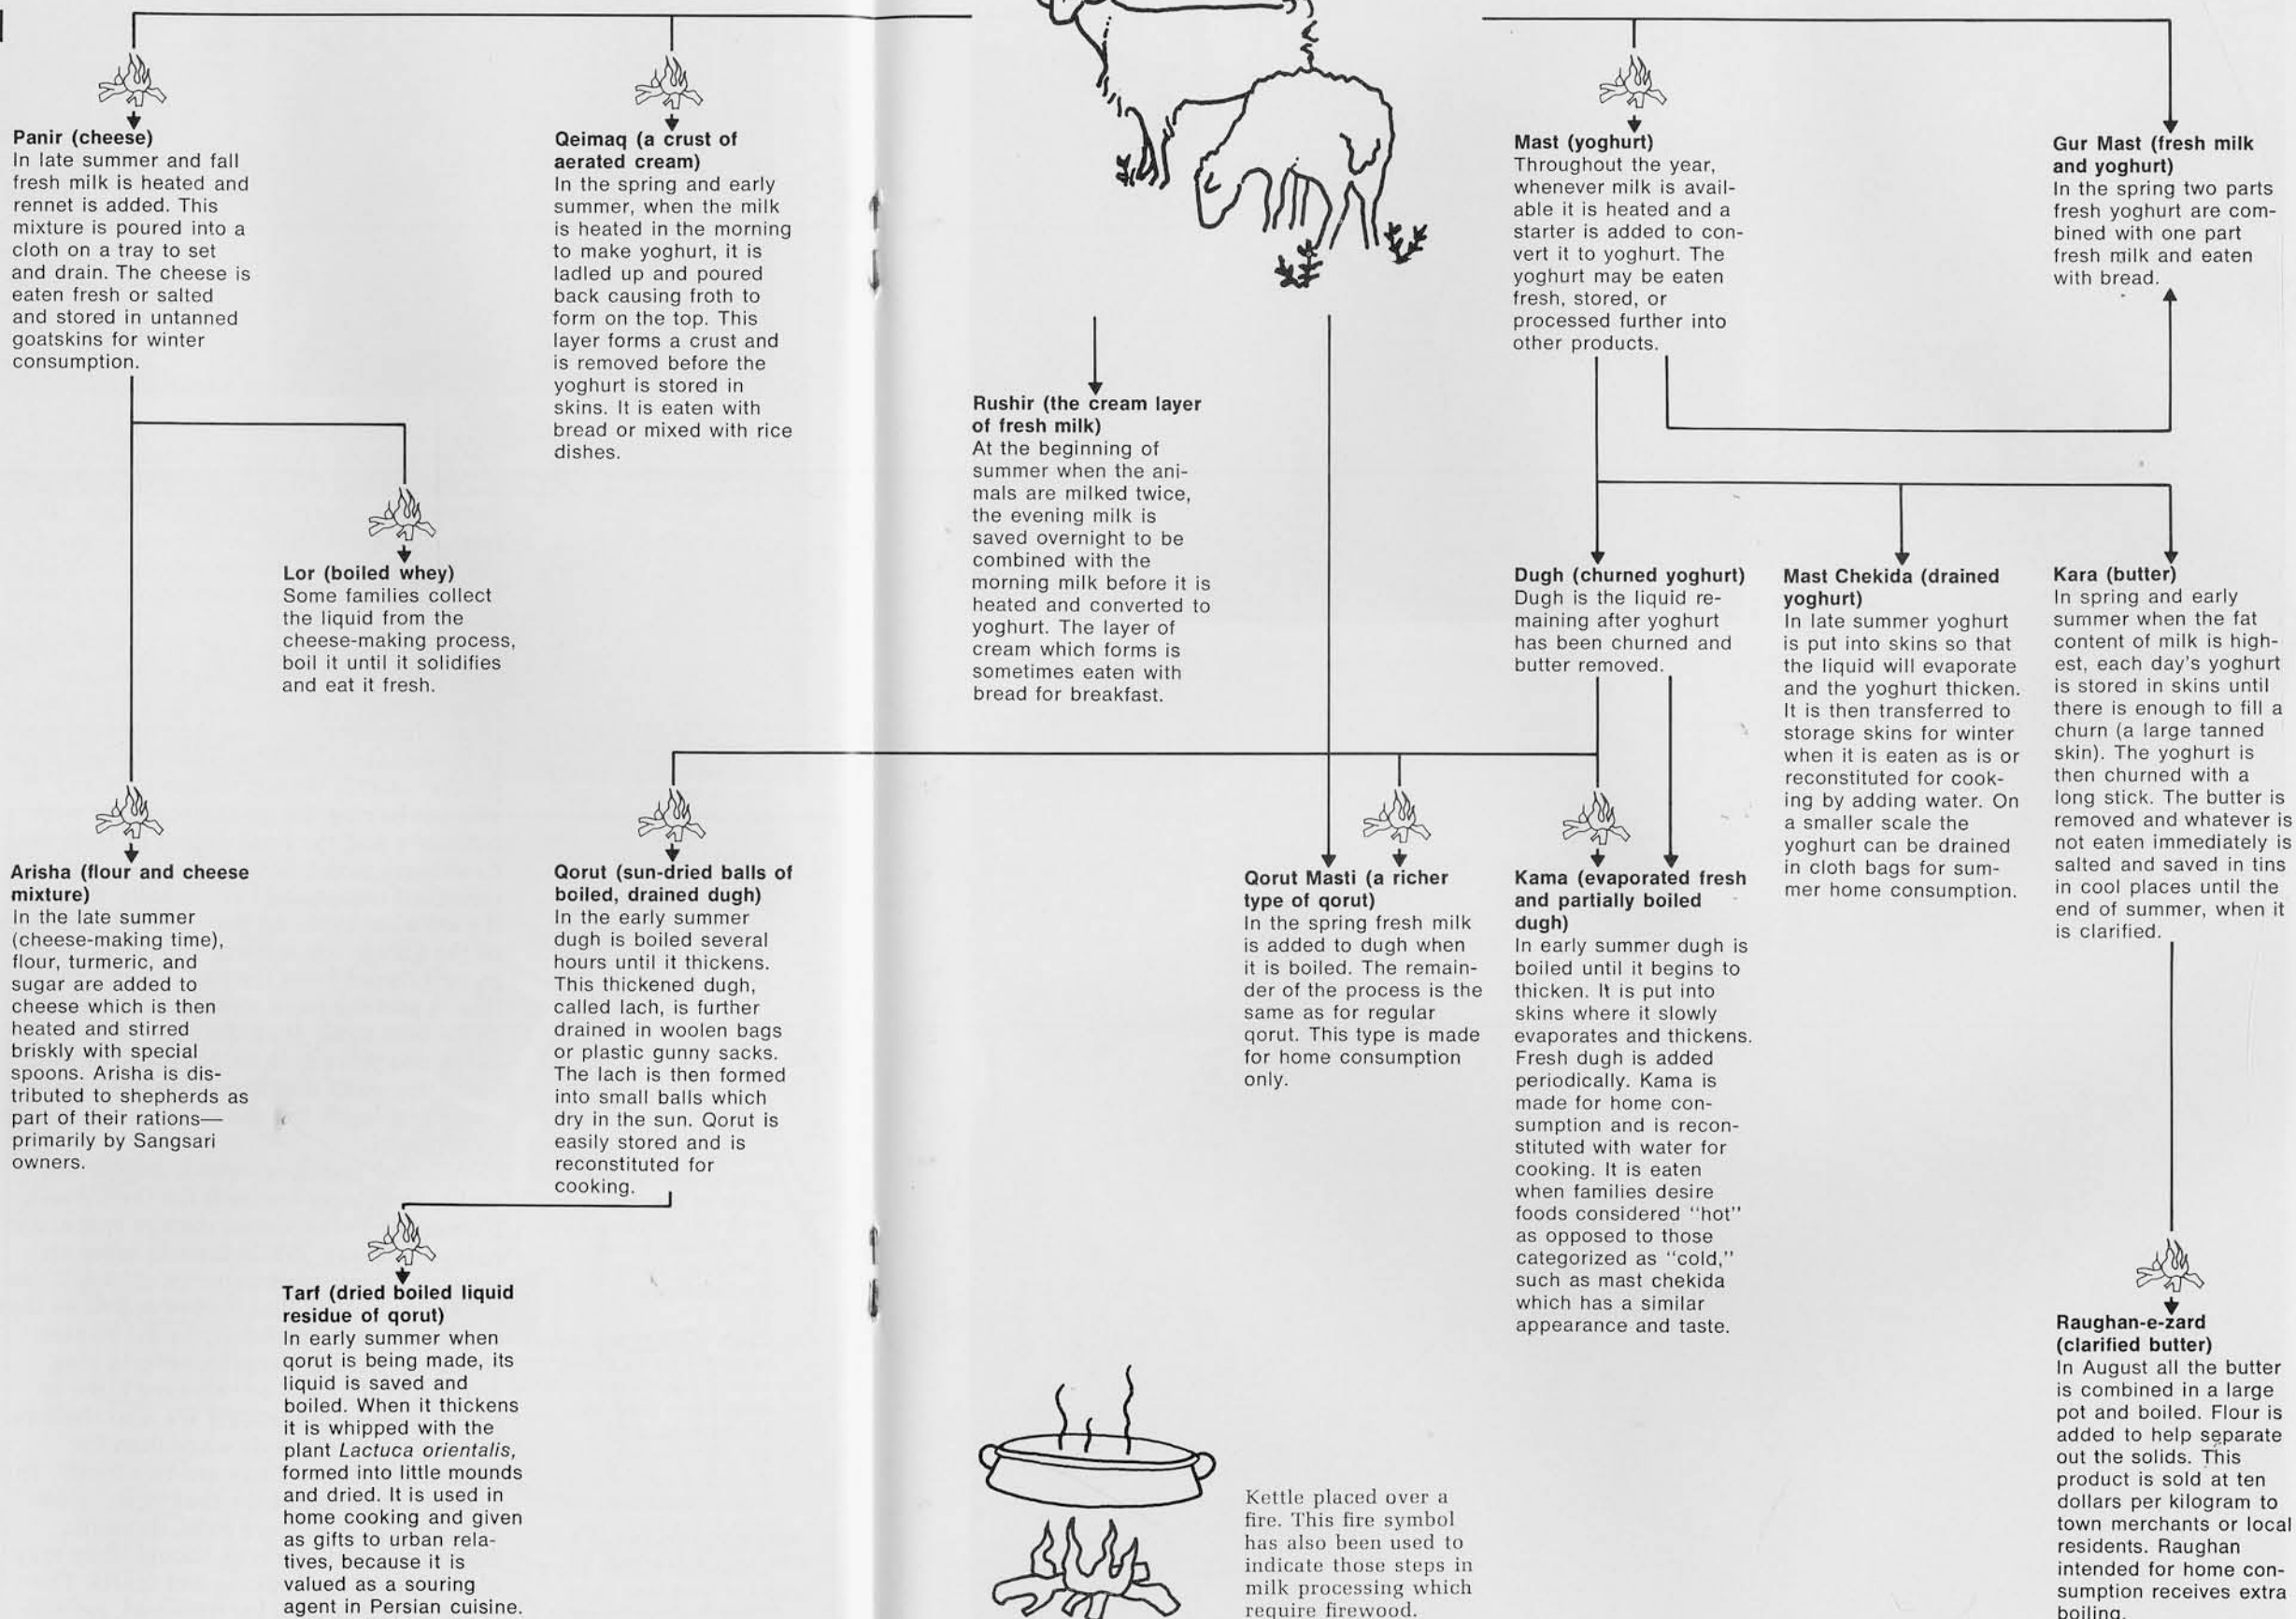 Panir (cheese)
In late summer and fall
fresh milk is heated and
rennet is added. This
mixture is poured into a
cloth on a tray to set
and drain. The cheese is
eaten fresh or salted
and stored in untanned
goatskins for winter
consumption.
Qeimaq (a crust of
aerated cream)
In the spring and early
summer, when the milk
is heated in the morning
to make yoghurt, it is
ladled up and poured
back causing froth to
form on the top. This
layer forms a crust and
is removed before the
yoghurt is stored in
skins. It is eaten with
bread or mixed with rice
dishes.
Rushir (the cream layer
of fresh milk)
At the beginning of
summer when the ani-
mals are milked twice,
the evening milk is
saved overnight to be
combined with the
morning milk before it is
heated and converted to
yoghurt. The layer of
cream which forms is
sometimes eaten with
bread for breakfast.
Mast (yoghurt)
Throughout the year,
whenever milk is avail-
able it is heated and a
starter is added to con-
vert it to yoghurt. The
yoghurt may be eaten
fresh, stored, or
processed further into
other products.
Gur Mast (fresh milk
and yoghurt)
In the spring two parts
fresh yoghurt are com-
bined with one part
fresh milk and eaten
with bread.
Lor (boiled whey)
Some families collect
the liquid from the
cheese-making process,
boil it until it solidifies
and eat it fresh.
Dugh (churned yoghurt)
Dugh is the liquid re-
maining after yoghurt
has been churned and
butter removed.
Mast Chekida (drained
yoghurt)
In late summer yoghurt
is put into skins so that
the liquid will evaporate
and the yoghurt thicken.
It is then transferred to
storage skins for winter
when it is eaten as is or
reconstituted for cook-
ing by adding water. On
a smaller scale the
yoghurt can be drained
in cloth bags for sum-
mer home consumption.
Kara (butter)
In spring and early
summer when the fat
content of milk is high-
est, each day's yoghurt
is stored in skins until
there is enough to fill a
churn (a large tanned
skin). The yoghurt is
then churned with a
long stick. The butter is
removed and whatever is
not eaten immediately is
salted and saved in tins
in cool places until the
end of summer, when it
is clarified.
Arisha (flour and cheese
mixture)
In the late summer
(cheese-making time),
flour, turmeric, and
sugar are added to
cheese which is then
heated and stirred
briskly with special
spoons. Arisha is dis-
tributed to shepherds as
part of their rations—
primarily by Sangsari
owners.
Qorut (sun-dried balls of
boiled, drained dugh)
In the early summer
dugh is boiled several
hours until it thickens.
This thickened dugh,
called lach, is further
drained in woolen bags
or plastic gunny sacks.
The lach is then formed
into small balls which
dry in the sun. Qorut is
easily stored and is
reconstituted for
cooking.
Qorut Masti (a richer
type of qorut)
In the spring fresh milk
is added to dugh when
it is boiled. The remain-
der of the process is the
same as for regular
qorut. This type is made
for home consumption
only.
Kama (evaporated fresh
and partially boiled
dugh)
In early summer dugh is
boiled until it begins to
thicken. It is put into
skins where it slowly
evaporates and thickens.
Fresh dugh is added
periodically. Kama is
made for home con-
sumption and is recon-
stituted with water for
cooking. It is eaten
when families desire
foods considered "hot"
as opposed to those
categorized as "cold,"
such as mast chekida
which has a similar
appearance and taste.
Tarf (dried boiled liquid
residue of qorut)
In early summer when
qorut is being made, its
liquid is saved and
boiled. When it thickens
it is whipped with the
plant Lactuca orientalis,
formed into little mounds
and dried. It is used in
home cooking and given
as gifts to urban rela-
tives, because it is
valued as a souring
agent in Persian cuisine.
Kettle placed over a
fire. This fire symbol
has also been used to
indicate those steps in
milk processing which
require firewood.
Raughan-e-zard
(clarified butter)
In August all the butter
is combined in a large
pot and boiled. Flour is
added to help separate
out the solids. This
product is sold at ten
dollars per kilogram to
town merchants or local
residents. Raughan
intended for home con-
sumption receives extra
boiling.